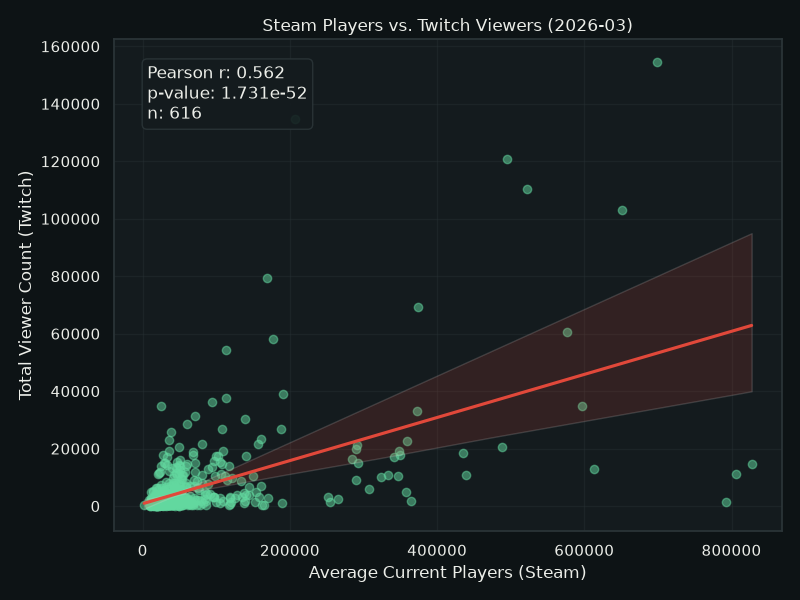 Steam Players vs. Twitch Viewers (2026-03)
Pearson r: 0.562
p-value: 1.731e-52
n: 616
Total Viewer Count (Twitch)
160000
140000
120000
100000
80000
60000
40000
20000
0
0 200000 400000 600000 800000
Average Current Players (Steam)